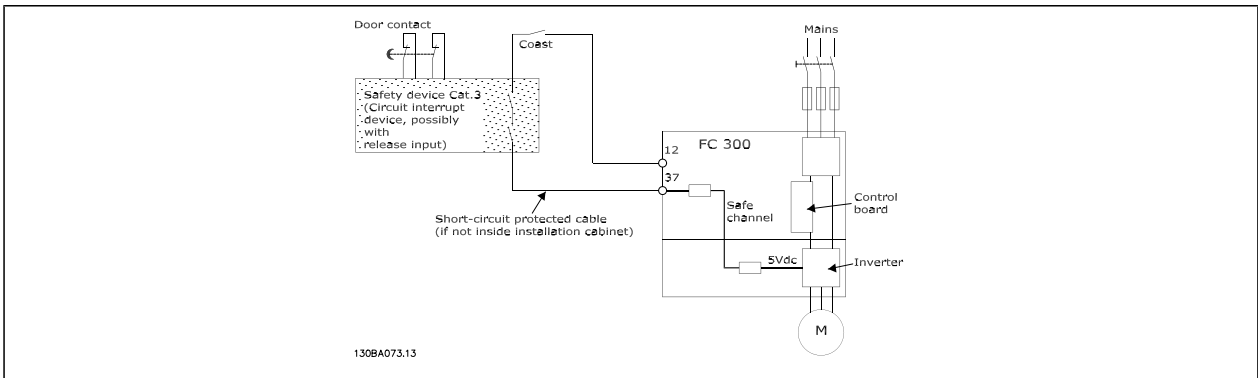 Door contact
Coast
Mains
Safety device Cat.3
(Circuit interrupt
device, possibly
with
release input)
12
FC 300
37
Safe
channel
Control
board
Short-circuit protected cable
(if not inside installation cabinet)
5Vdc
Inverter
M
130BA073.13